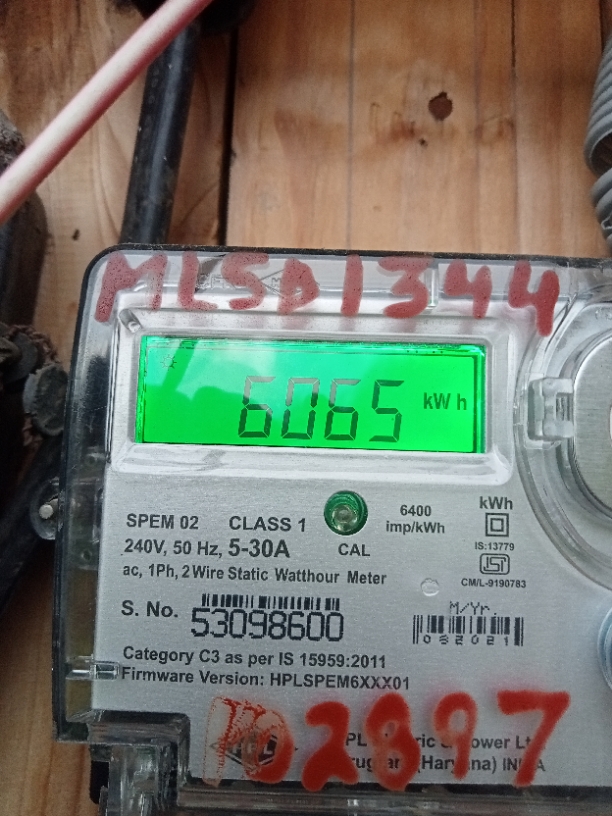 MLSD1344
6065 kWh
SPEM 02 CLASS 1 6400 imp/kWh kWh
240V, 50 Hz, 5-30A CAL IS:13779
ac, 1Ph, 2 Wire Static Watthour Meter CM/L-9190783
S. No. 53098600 M/Yr.
082021
Category C3 as per IS 15959:2011
Firmware Version: HPLSPEM6XXX01
02897
(Haryana)